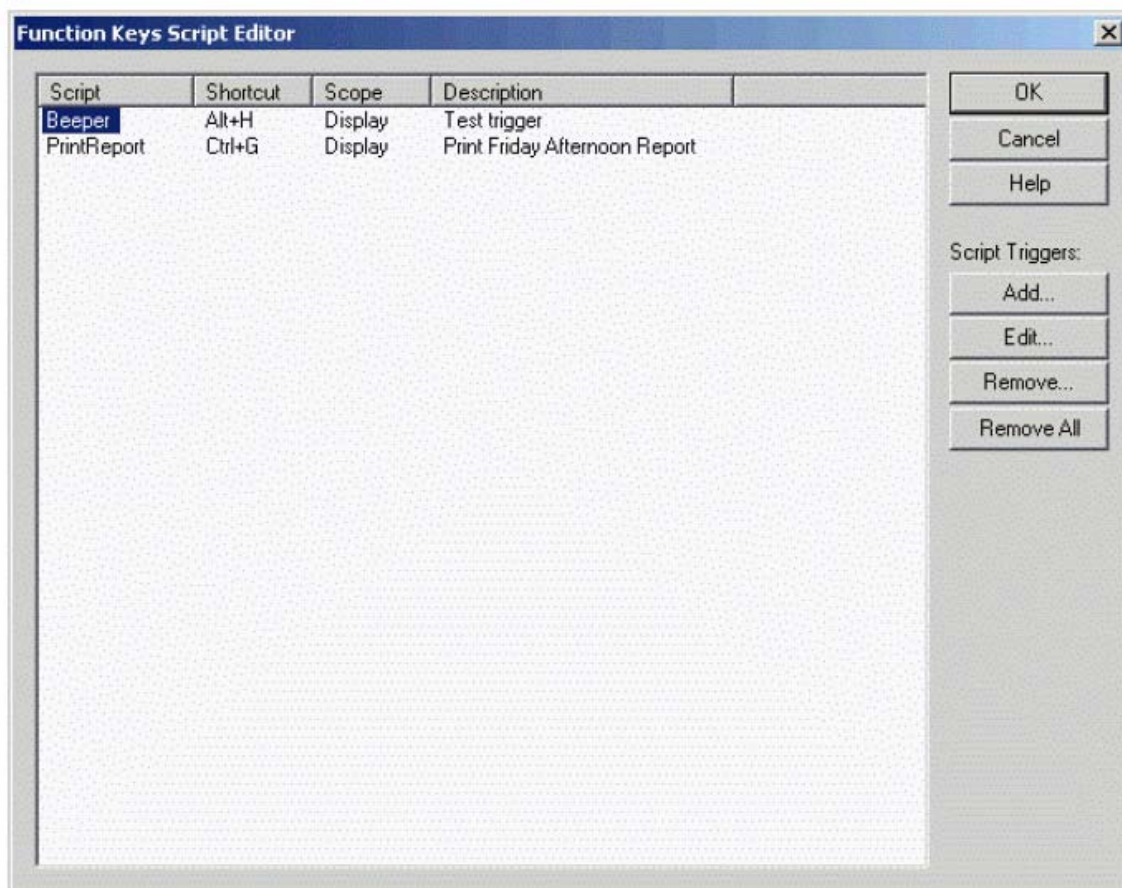 Function Keys Script Editor
Script Shortcut Scope Description
Beeper Alt+H Display Test trigger
PrintReport Ctrl+G Display Print Friday Afternoon Report
OK
Cancel
Help
Script Triggers:
Add...
Edit...
Remove...
Remove All